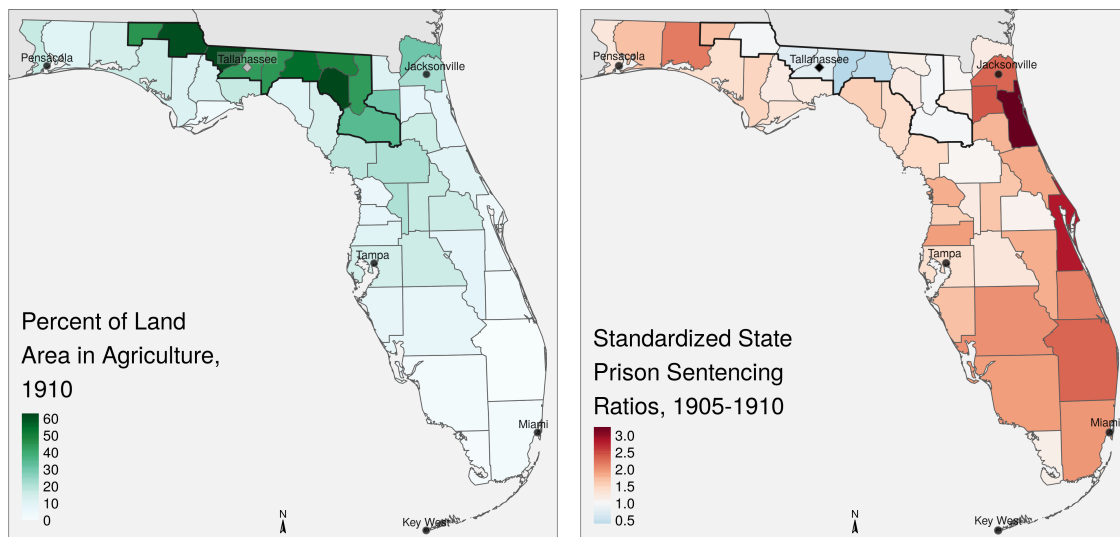 Pensacola
Tallahassee
Jacksonville
Tampa
Percent of Land
Area in Agriculture,
1910
60
50
40
30
20
10
0
Miami
Key West
N
Pensacola
Tallahassee
Jacksonville
Tampa
Standardized State
Prison Sentencing
Ratios, 1905-1910
3.0
2.5
2.0
1.5
1.0
0.5
Miami
Key West
N